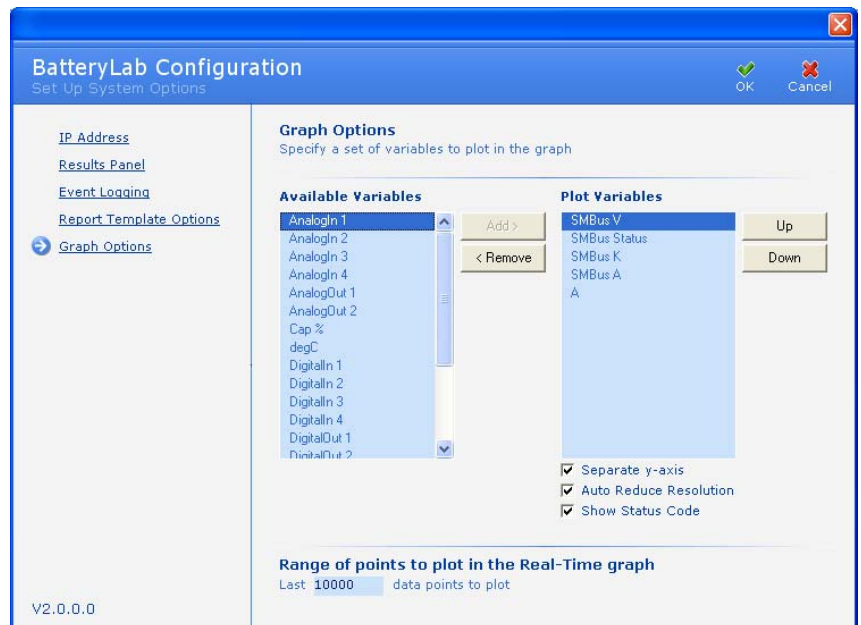 BatteryLab Configuration
Set Up System Options
OK
Cancel
IP Address
Results Panel
Event Logging
Report Template Options
Graph Options
Graph Options
Specify a set of variables to plot in the graph
Available Variables
AnalogIn 1
AnalogIn 2
AnalogIn 3
AnalogIn 4
AnalogOut 1
AnalogOut 2
Cap %
degC
DigitalIn 1
DigitalIn 2
DigitalIn 3
DigitalIn 4
DigitalOut 1
DigitalOut 2
Add >
< Remove
Plot Variables
SMBus V
SMBus Status
SMBus K
SMBus A
A
Up
Down
Separate y-axis
Auto Reduce Resolution
Show Status Code
Range of points to plot in the Real-Time graph
Last 10000 data points to plot
V2.0.0.0